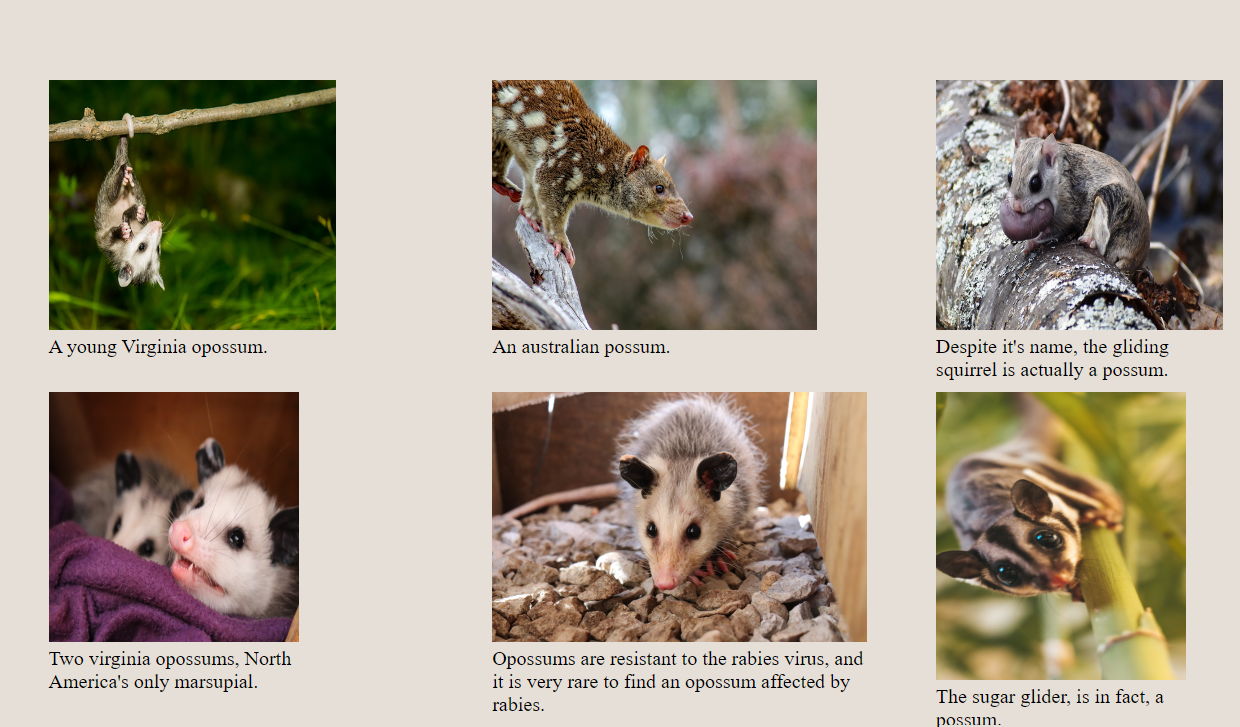 A young Virginia opossum.
An australian possum.
Despite it's name, the gliding
squirrel is actually a possum.
Two virginia opossums, North
America's only marsupial.
Opossums are resistant to the rabies virus, and
it is very rare to find an opossum affected by
rabies.
The sugar glider, is in fact, a
possum.